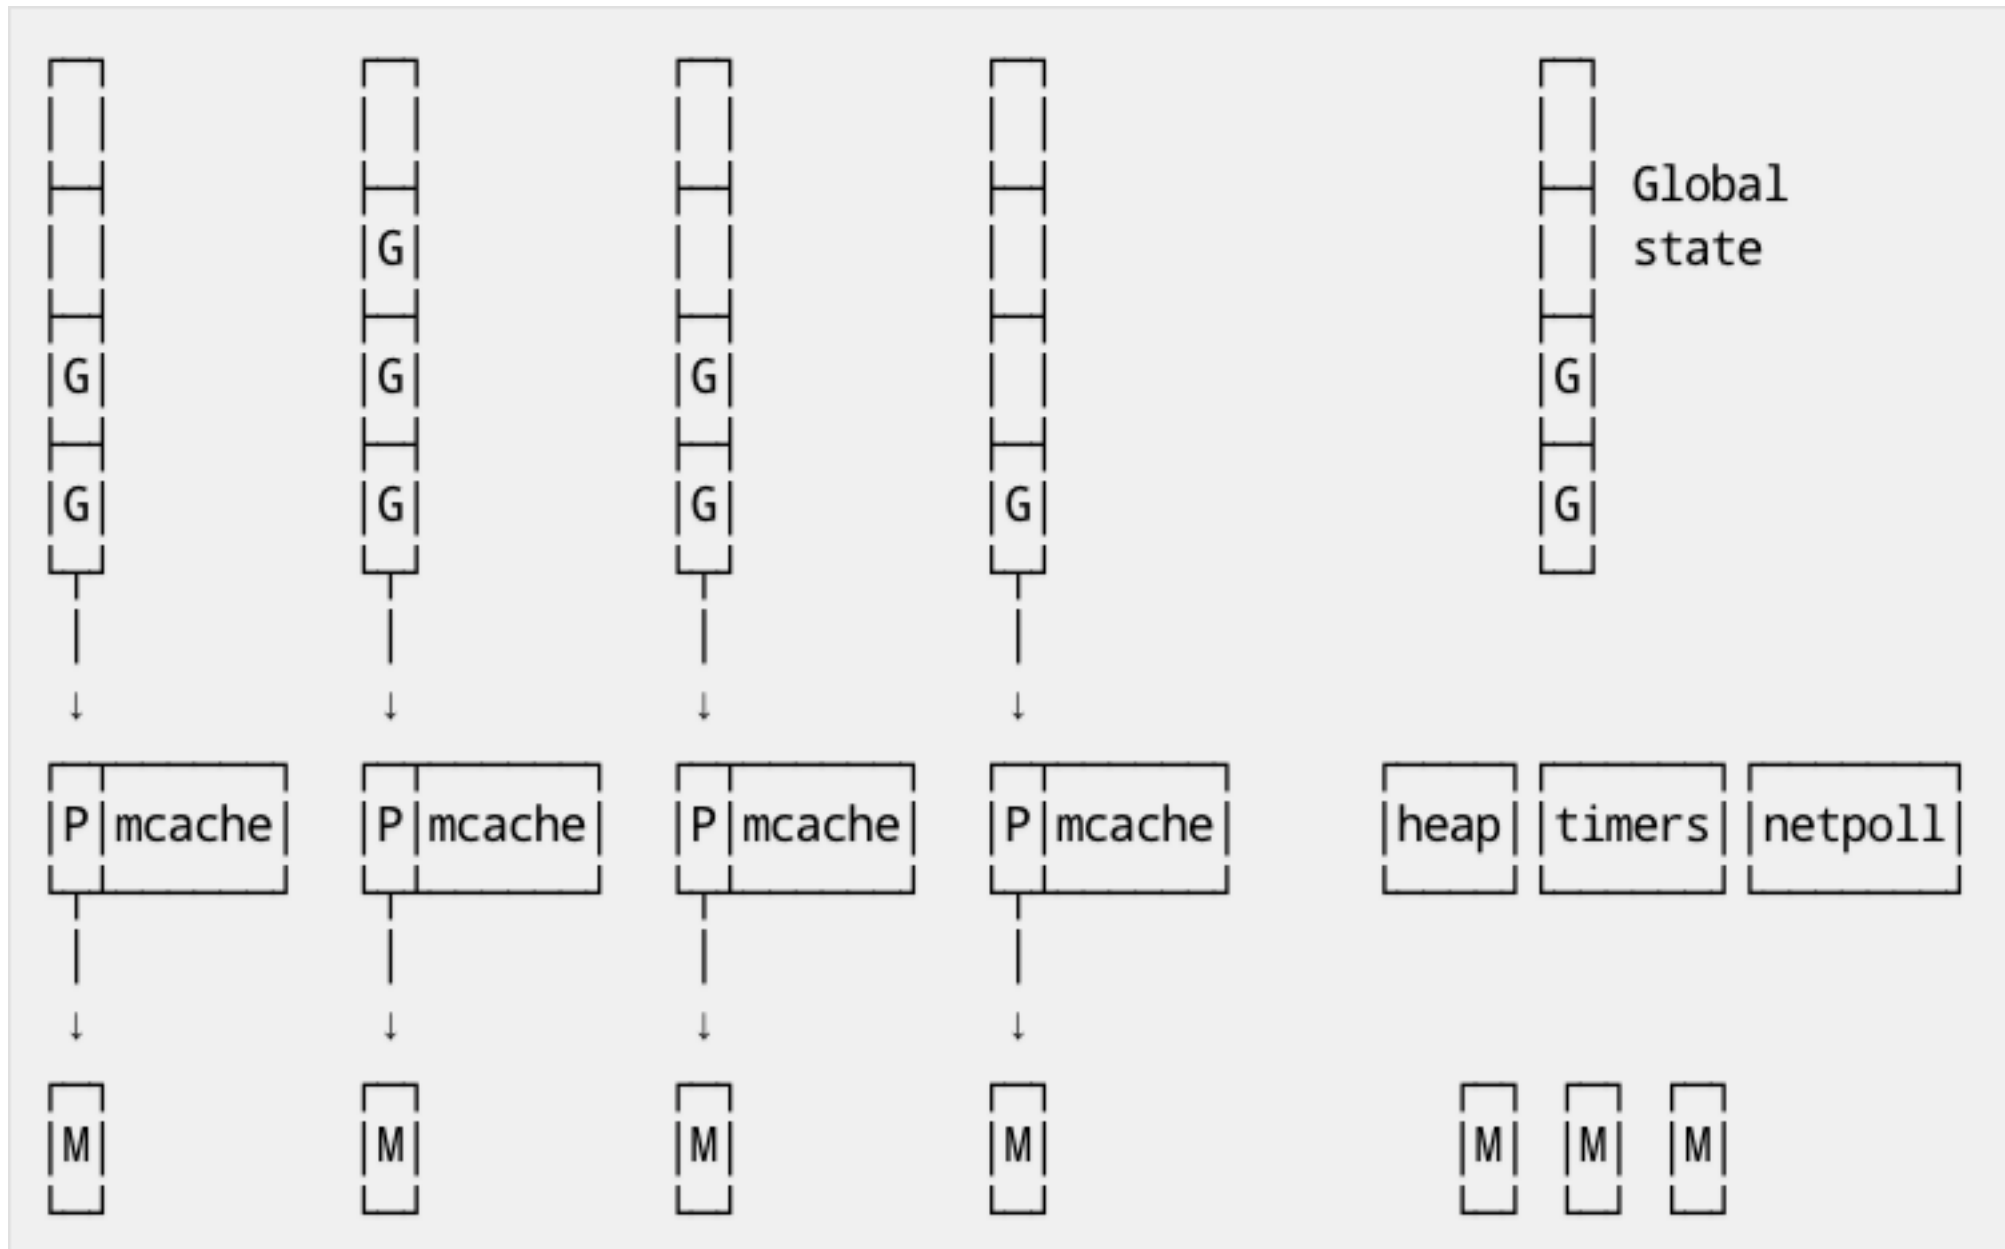 Global
G state
G G G G
G G G G G
P mcache P mcache P mcache P mcache heap timers netpoll
M M M M M M M